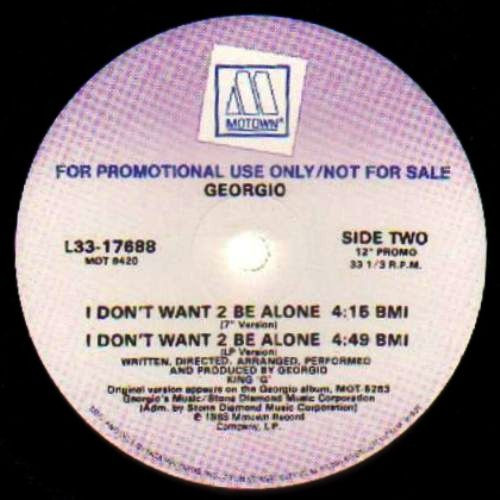 MOTOWN®
FOR PROMOTIONAL USE ONLY/NOT FOR SALE
GEORGIO
L33-17688
MOT 8420
SIDE TWO
12" PROMO
33 1/3 R.P.M.
I DON'T WANT 2 BE ALONE 4:15 BMI
(7" Version)
I DON'T WANT 2 BE ALONE 4:49 BMI
(LP Version)
WRITTEN, DIRECTED, ARRANGED, PERFORMED
AND PRODUCED BY GEORGIO
KING "G"
Original version appears on the Georgio album, MOT-6263
Georgio's Music/Stone Diamond Music Corporation
(Adm. by Stone Diamond Music Corporation)
Motown Record
Company, L.P.